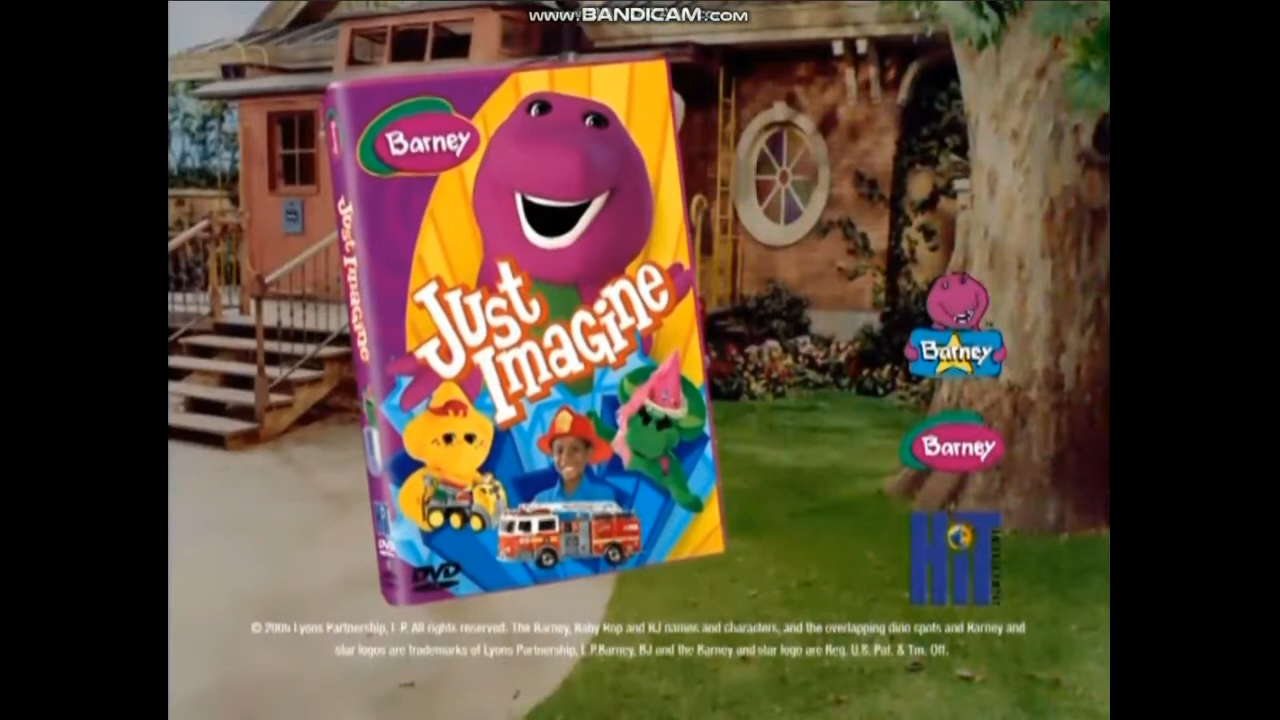 www.BANDICAM.com
Barney
Barney
Just Imagine
Just
Imagine
DVD
Barney
Barney
HiT
© 2005 Lyons Partnership, L.P. All rights reserved. The Barney, Baby Bop and BJ names and characters, and the overlapping dino spots and Barney and
star logos are trademarks of Lyons Partnership, L.P. Barney, BJ and the Barney and star logo are Reg. U.S. Pat. & Tm. Off.